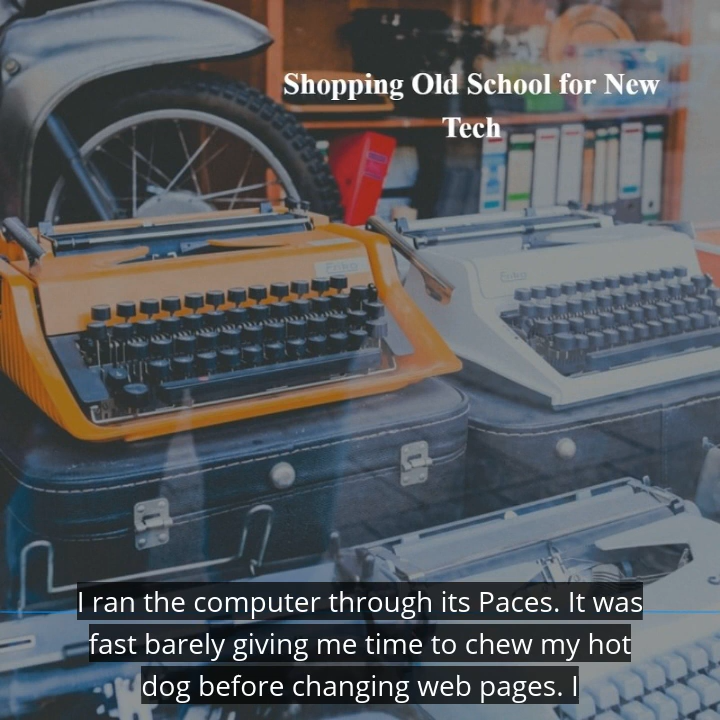 Shopping Old School for New
Tech
I ran the computer through its Paces. It was
fast barely giving me time to chew my hot
dog before changing web pages. I